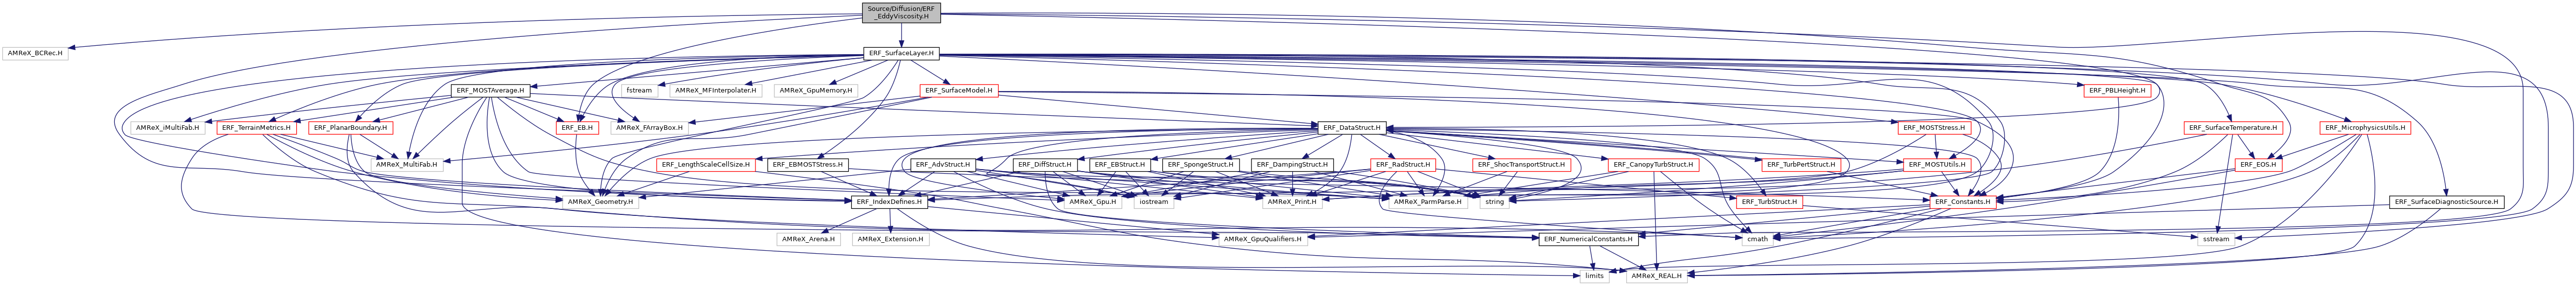 Source/Diffusion/ERF
_EddyViscosity.H
AMReX_BCRec.H
ERF_SurfaceLayer.H
ERF_MOSTAverage.H
fstream
AMReX_MFInterpolater.H
AMReX_GpuMemory.H
ERF_SurfaceModel.H
ERF_PBLHeight.H
AMReX_iMultiFab.H
ERF_TerrainMetrics.H
ERF_PlanarBoundary.H
ERF_EB.H
AMReX_FArrayBox.H
ERF_DataStruct.H
ERF_MOSTStress.H
ERF_SurfaceTemperature.H
ERF_MicrophysicsUtils.H
AMReX_MultiFab.H
ERF_LengthScaleCellSize.H
ERF_EBMOSTStress.H
ERF_AdvStruct.H
ERF_DiffStruct.H
ERF_EBStruct.H
ERF_SpongeStruct.H
ERF_DampingStruct.H
ERF_RadStruct.H
ERF_ShocTransportStruct.H
ERF_CanopyTurbStruct.H
ERF_TurbPertStruct.H
ERF_MOSTUtils.H
ERF_EOS.H
AMReX_Geometry.H
ERF_IndexDefines.H
AMReX_Gpu.H
iostream
AMReX_Print.H
AMReX_ParmParse.H
string
ERF_TurbStruct.H
ERF_Constants.H
ERF_SurfaceDiagnosticSource.H
AMReX_Arena.H
AMReX_Extension.H
AMReX_GpuQualifiers.H
ERF_NumericalConstants.H
cmath
sstream
limits
AMReX_REAL.H